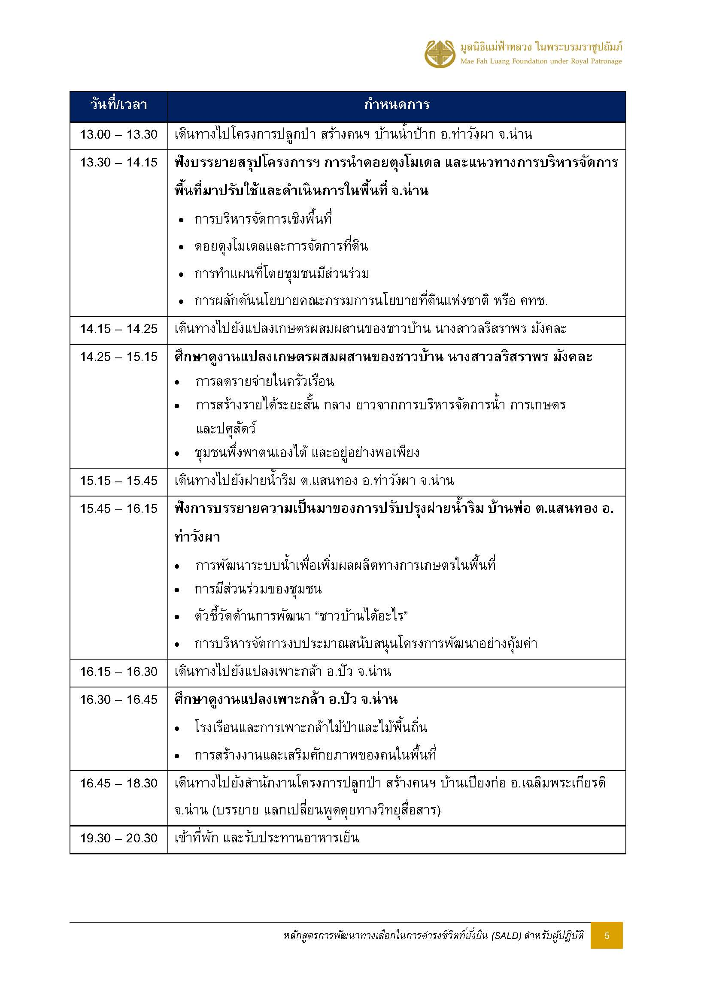 มูลนิธิแม่ฟ้าหลวง ในพระบรมราชูปถัมภ์
Mae Fah Luang Foundation under Royal Patronage
วันที่/เวลา กำหนดการ
13.00 – 13.30 เดินทางไปโครงการปลูกป่า สร้างคนฯ บ้านน้ำป้าก อ.ท่าวังผา จ.น่าน
13.30 – 14.15 ฟังบรรยายสรุปโครงการฯ การนำดอยตุงโมเดล และแนวทางการบริหารจัดการ
พื้นที่มาปรับใช้และดำเนินการในพื้นที่ จ.น่าน
• การบริหารจัดการเชิงพื้นที่
• ดอยตุงโมเดลและการจัดการที่ดิน
• การทำแผนที่โดยชุมชนมีส่วนร่วม
• การผลักดันนโยบายคณะกรรมการนโยบายที่ดินแห่งชาติ หรือ คทช.
14.15 – 14.25 เดินทางไปยังแปลงเกษตรผสมผสานของชาวบ้าน นางสาวลริสราพร มังคละ
14.25 – 15.15 ศึกษาดูงานแปลงเกษตรผสมผสานของชาวบ้าน นางสาวลริสราพร มังคละ
• การลดรายจ่ายในครัวเรือน
• การสร้างรายได้ระยะสั้น กลาง ยาวจากการบริหารจัดการน้ำ การเกษตร
และปศุสัตว์
• ชุมชนพึ่งพาตนเองได้ และอยู่อย่างพอเพียง
15.15 – 15.45 เดินทางไปยังฝายน้ำริม ต.แสนทอง อ.ท่าวังผา จ.น่าน
15.45 – 16.15 ฟังการบรรยายความเป็นมาของการปรับปรุงฝายน้ำริม บ้านพ่อ ต.แสนทอง อ.
ท่าวังผา
• การพัฒนาระบบน้ำเพื่อเพิ่มผลผลิตทางการเกษตรในพื้นที่
• การมีส่วนร่วมของชุมชน
• ตัวชี้วัดด้านการพัฒนา “ชาวบ้านได้อะไร”
• การบริหารจัดการงบประมาณสนับสนุนโครงการพัฒนาอย่างคุ้มค่า
16.15 – 16.30 เดินทางไปยังแปลงเพาะกล้า อ.ปัว จ.น่าน
16.30 – 16.45 ศึกษาดูงานแปลงเพาะกล้า อ.ปัว จ.น่าน
• โรงเรือนและการเพาะกล้าไม้ป่าและไม้พื้นถิ่น
• การสร้างงานและเสริมศักยภาพของคนในพื้นที่
16.45 – 18.30 เดินทางไปยังสำนักงานโครงการปลูกป่า สร้างคนฯ บ้านเปียงก่อ อ.เฉลิมพระเกียรติ
จ.น่าน (บรรยาย แลกเปลี่ยนพูดคุยทางวิทยุสื่อสาร)
19.30 – 20.30 เข้าที่พัก และรับประทานอาหารเย็น
หลักสูตรการพัฒนาทางเลือกในการดำรงชีวิตที่ยั่งยืน (SALD) สำหรับผู้ปฏิบัติ 5